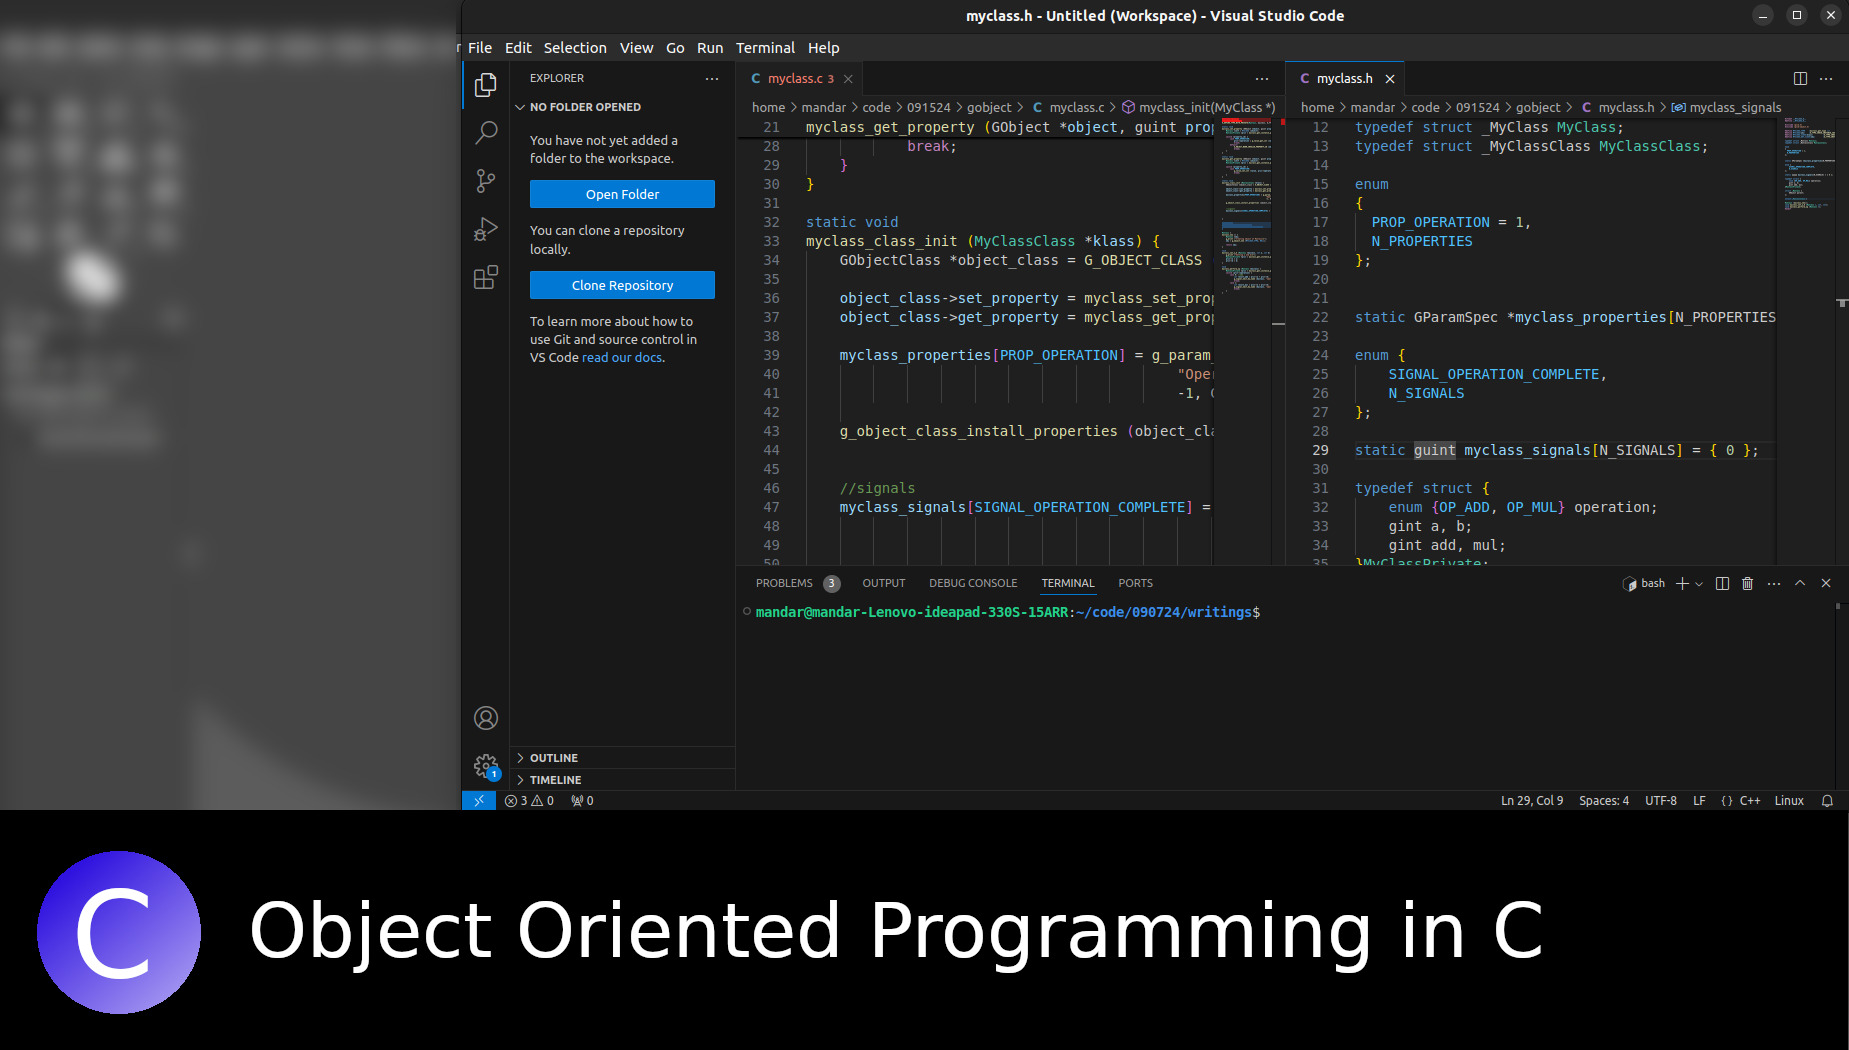 myclass.h - Untitled (Workspace) - Visual Studio Code
File Edit Selection View Go Run Terminal Help
EXPLORER
NO FOLDER OPENED
You have not yet added a
folder to the workspace.
Open Folder
You can clone a repository
locally.
Clone Repository
To learn more about how to
use Git and source control in
VS Code read our docs.
OUTLINE
TIMELINE
myclass.c 3
home > mandar > code > 091524 > gobject > C myclass.c > myclass_init(MyClass *)
21 myclass_get_property (GObject *object, guint prop
28 break;
29 }
30 }
31
32 static void
33 myclass_class_init (MyClassClass *klass) {
34 GObjectClass *object_class = G_OBJECT_CLASS
35
36 object_class->set_property = myclass_set_prop
37 object_class->get_property = myclass_get_prop
38
39 myclass_properties[PROP_OPERATION] = g_param_
40 "Oper
41 -1,
42
43 g_object_class_install_properties (object_cla
44
45
46 //signals
47 myclass_signals[SIGNAL_OPERATION_COMPLETE] =
48
49
50
C myclass.h
home > mandar > code > 091524 > gobject > C myclass.h > myclass_signals
12 typedef struct _MyClass MyClass;
13 typedef struct _MyClassClass MyClassClass;
14
15 enum
16 {
17 PROP_OPERATION = 1,
18 N_PROPERTIES
19 };
20
21
22 static GParamSpec *myclass_properties[N_PROPERTIES
23
24 enum {
25 SIGNAL_OPERATION_COMPLETE,
26 N_SIGNALS
27 };
28
29 static guint myclass_signals[N_SIGNALS] = { 0 };
30
31 typedef struct {
32 enum {OP_ADD, OP_MUL} operation;
33 gint a, b;
34 gint add, mul;
35 }MyClassPrivate;
PROBLEMS 3 OUTPUT DEBUG CONSOLE TERMINAL PORTS
bash
mandar@mandar-Lenovo-ideapad-330S-15ARR:~/code/090724/writings$
1
3 0 0
Ln 29, Col 9 Spaces: 4 UTF-8 LF {} C++ Linux
C
Object Oriented Programming in C